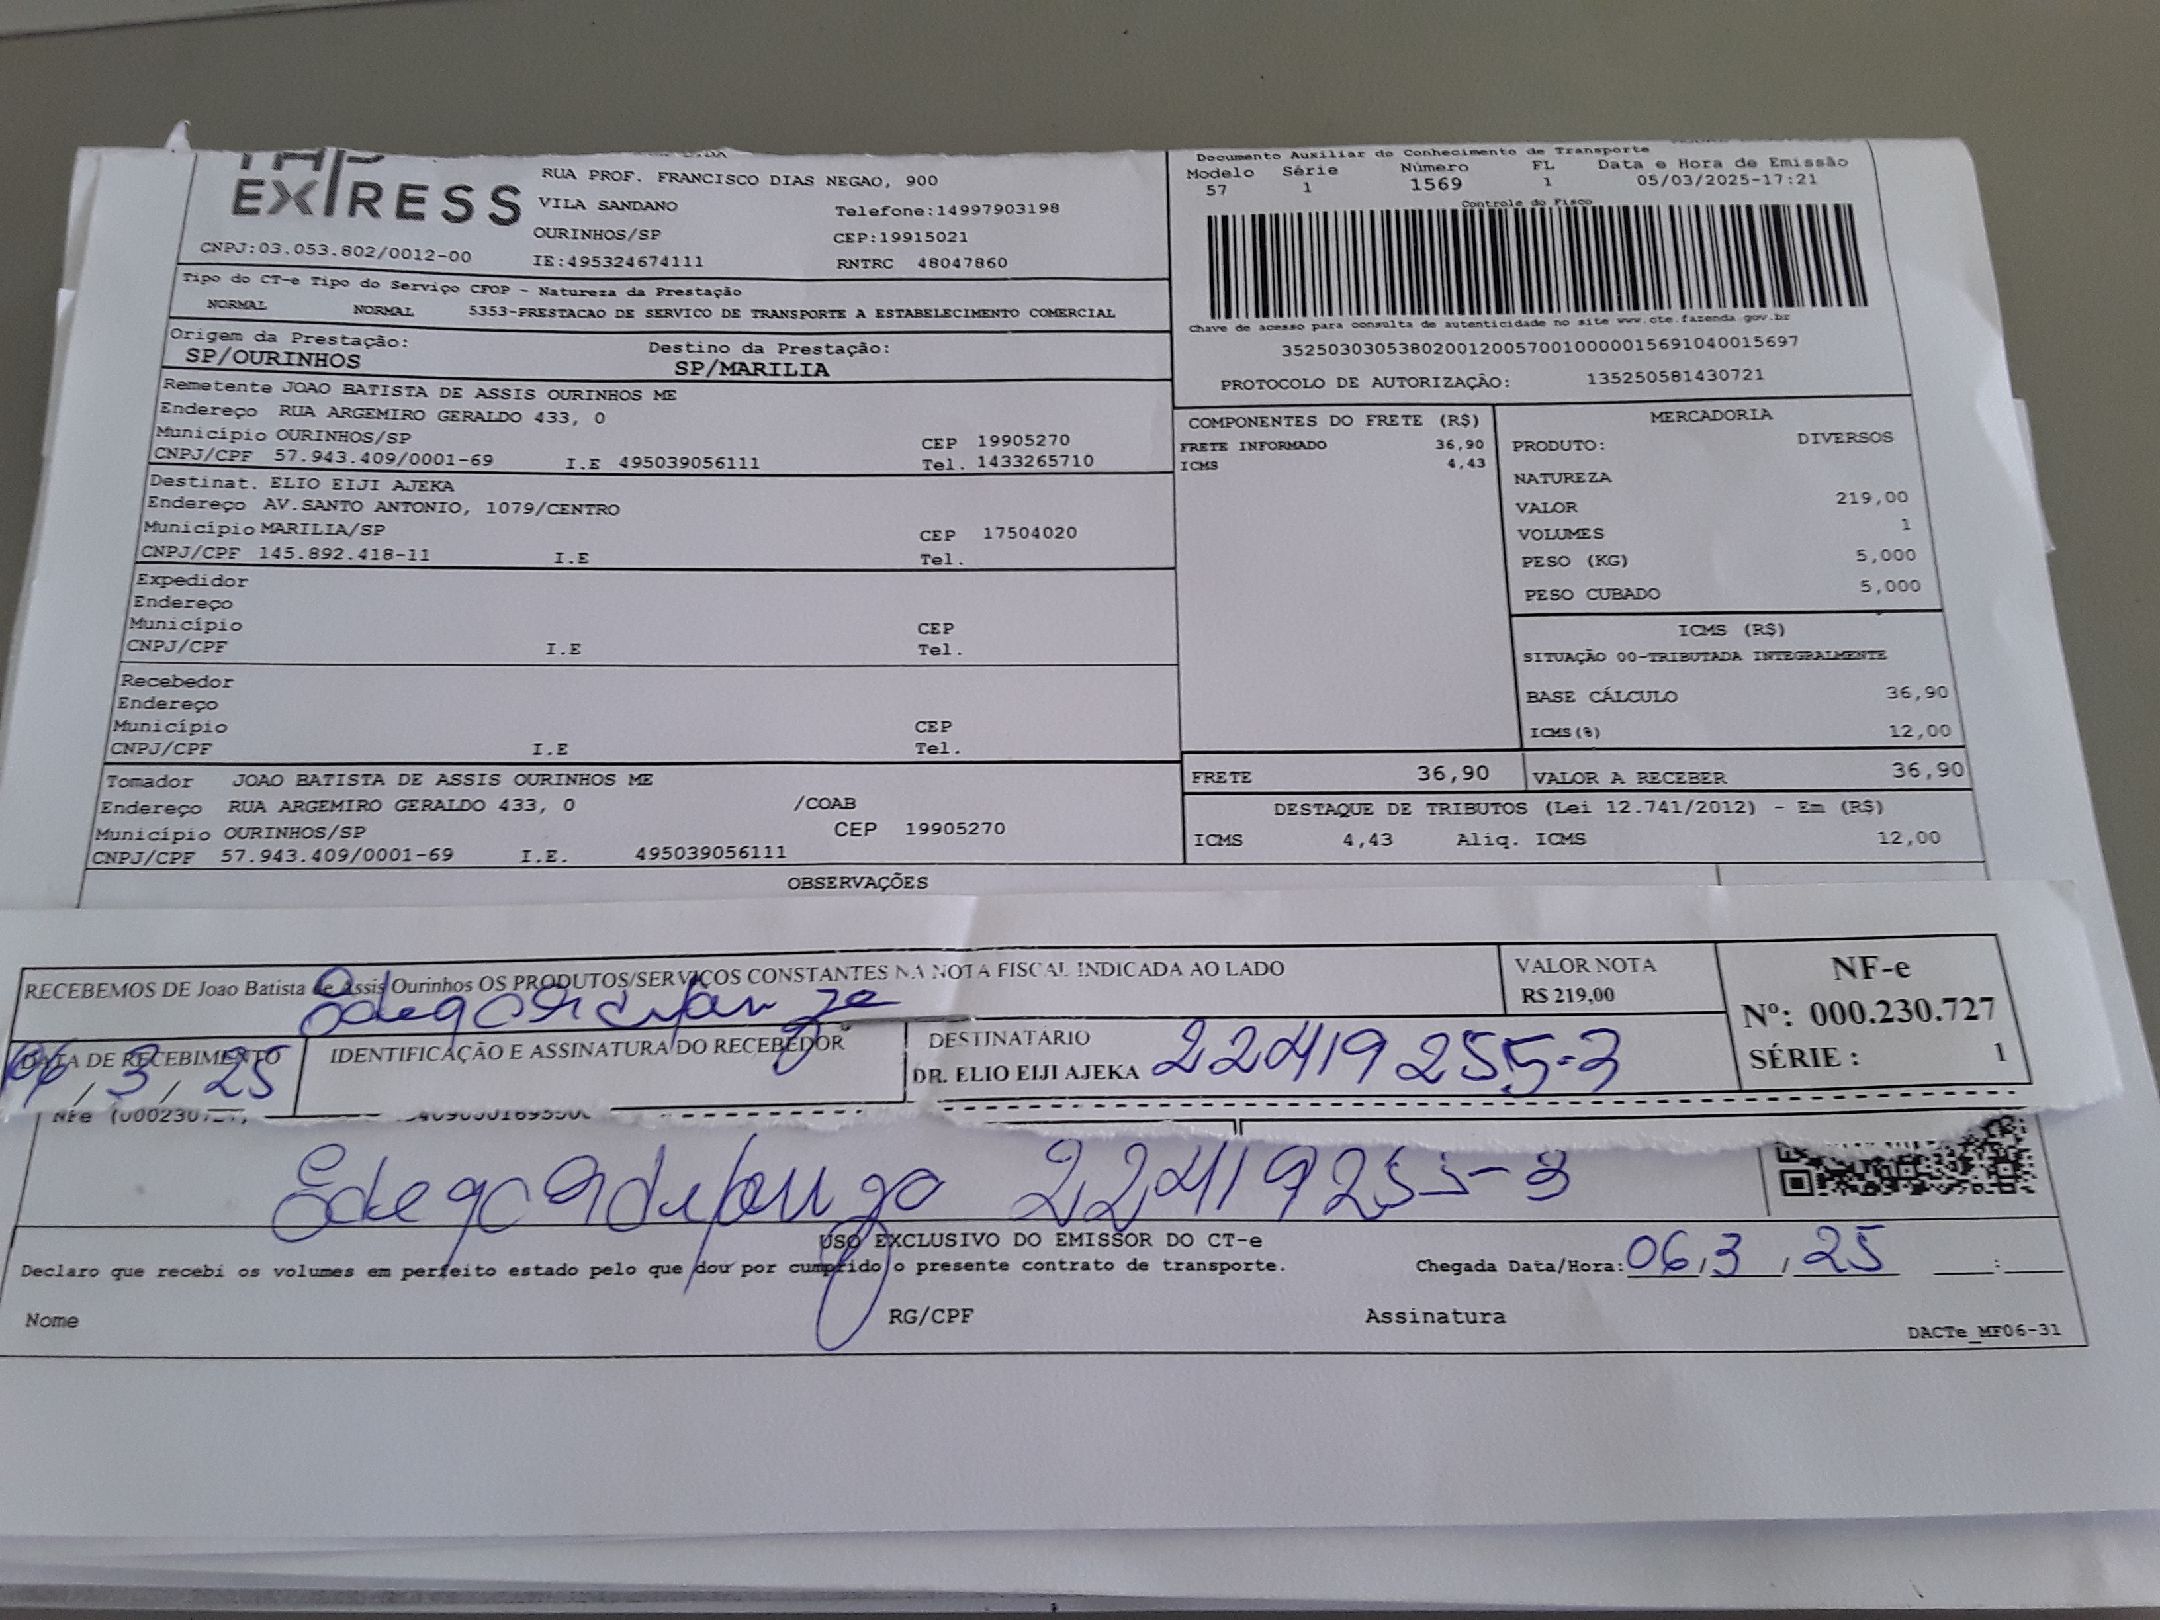 EXPRESS
RUA PROF. FRANCISCO DIAS NEGAO, 900
VILA SANDANO Telefone:14997903198
OURINHOS/SP CEP:19915021
CNPJ:03.053.802/0012-00 IE:495324674111 RNTRC 48047860
Documento Auxiliar do Conhecimento de Transporte
Modelo Série Número FL Data e Hora de Emissão
57 1 1569 1 05/03/2025-17:21
Controle do Fisco
Chave de acesso para consulta de autenticidade no site www.cte.fazenda.gov.br
35250303053802001200570010000015691040015697
PROTOCOLO DE AUTORIZAÇÃO: 135250581430721
Tipo do CT-e Tipo do Serviço CFOP - Natureza da Prestação
NORMAL NORMAL 5353-PRESTACAO DE SERVICO DE TRANSPORTE A ESTABELECIMENTO COMERCIAL
Origem da Prestação: Destino da Prestação:
SP/OURINHOS SP/MARILIA
Remetente JOAO BATISTA DE ASSIS OURINHOS ME
Endereço RUA ARGEMIRO GERALDO 433, 0
Município OURINHOS/SP CEP 19905270
CNPJ/CPF 57.943.409/0001-69 I.E 495039056111 Tel. 1433265710
Destinat. ELIO EIJI AJEKA
Endereço AV.SANTO ANTONIO, 1079/CENTRO
Município MARILIA/SP CEP 17504020
CNPJ/CPF 145.892.418-11 I.E Tel.
Expedidor
Endereço
Município CEP
CNPJ/CPF I.E Tel.
Recebedor
Endereço
Município CEP
CNPJ/CPF I.E Tel.
Tomador JOAO BATISTA DE ASSIS OURINHOS ME
Endereço RUA ARGEMIRO GERALDO 433, 0 /COAB
Município OURINHOS/SP CEP 19905270
CNPJ/CPF 57.943.409/0001-69 I.E. 495039056111
COMPONENTES DO FRETE (R$)
FRETE INFORMADO 36,90
ICMS 4,43
MERCADORIA
PRODUTO: DIVERSOS
NATUREZA
VALOR 219,00
VOLUMES 1
PESO (KG) 5,000
PESO CUBADO 5,000
ICMS (R$)
SITUAÇÃO 00-TRIBUTADA INTEGRALMENTE
BASE CÁLCULO 36,90
ICMS(%) 12,00
FRETE 36,90 VALOR A RECEBER 36,90
DESTAQUE DE TRIBUTOS (Lei 12.741/2012) - Em (R$)
ICMS 4,43 Aliq. ICMS 12,00
OBSERVAÇÕES
RECEBEMOS DE Joao Batista de Assis Ourinhos OS PRODUTOS/SERVIÇOS CONSTANTES NA NOTA FISCAL INDICADA AO LADO
VALOR NOTA
R$ 219,00
NF-e
Nº: 000.230.727
SÉRIE : 1
DATA DE RECEBIMENTO IDENTIFICAÇÃO E ASSINATURA DO RECEBEDOR
06/3/25
DESTINATÁRIO
DR. ELIO EIJI AJEKA 22419255-3
22419255-3
USO EXCLUSIVO DO EMISSOR DO CT-e
Declaro que recebi os volumes em perfeito estado pelo que dou por cumprido o presente contrato de transporte. Chegada Data/Hora: 06/3/25 :
Nome RG/CPF Assinatura
DACTe_MF06-31